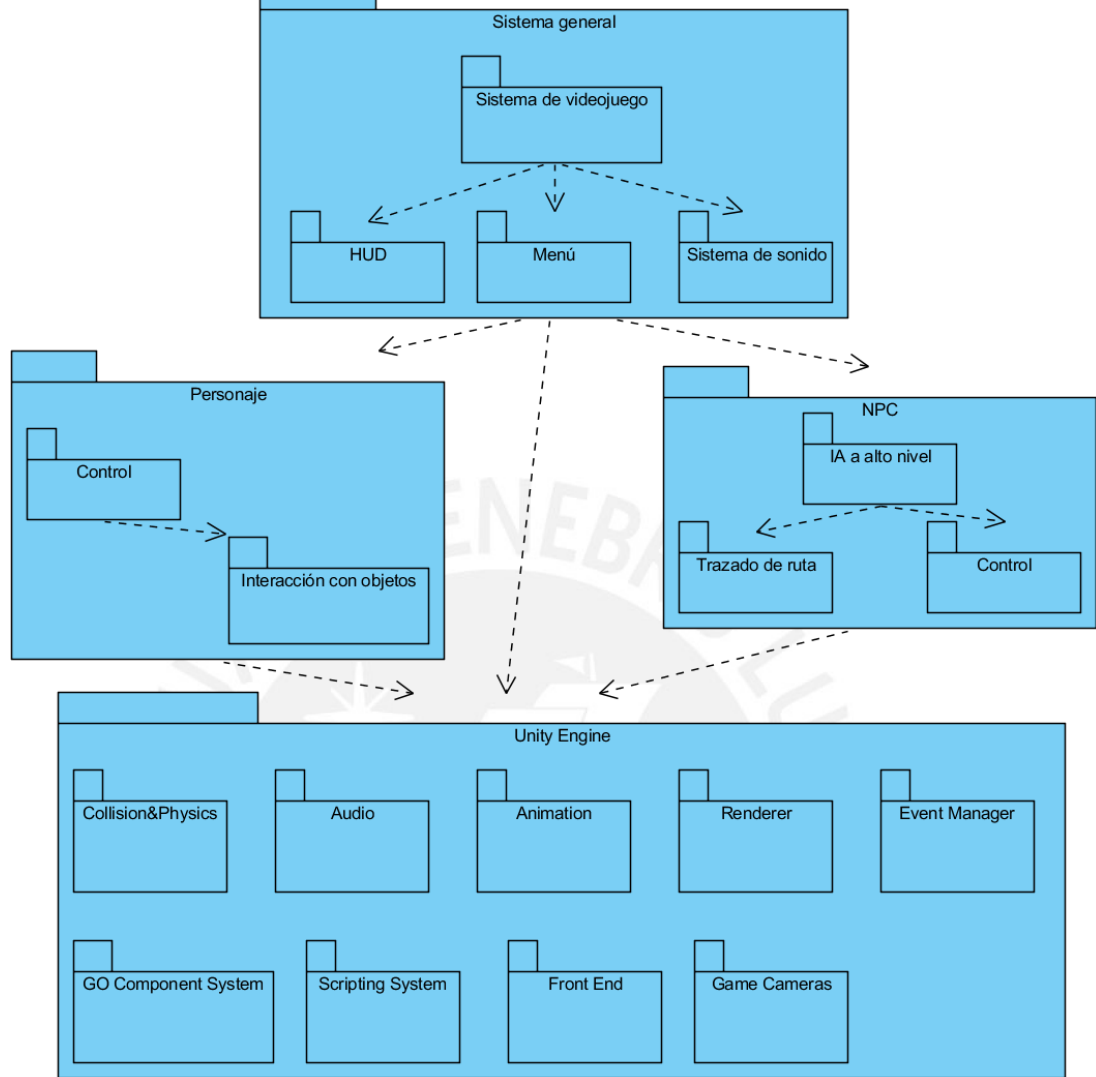 Sistema general
Sistema de videojuego
HUD
Menú
Sistema de sonido
Personaje
Control
Interacción con objetos
NPC
IA a alto nivel
Trazado de ruta
Control
Unity Engine
Collision&Physics
Audio
Animation
Renderer
Event Manager
GO Component System
Scripting System
Front End
Game Cameras